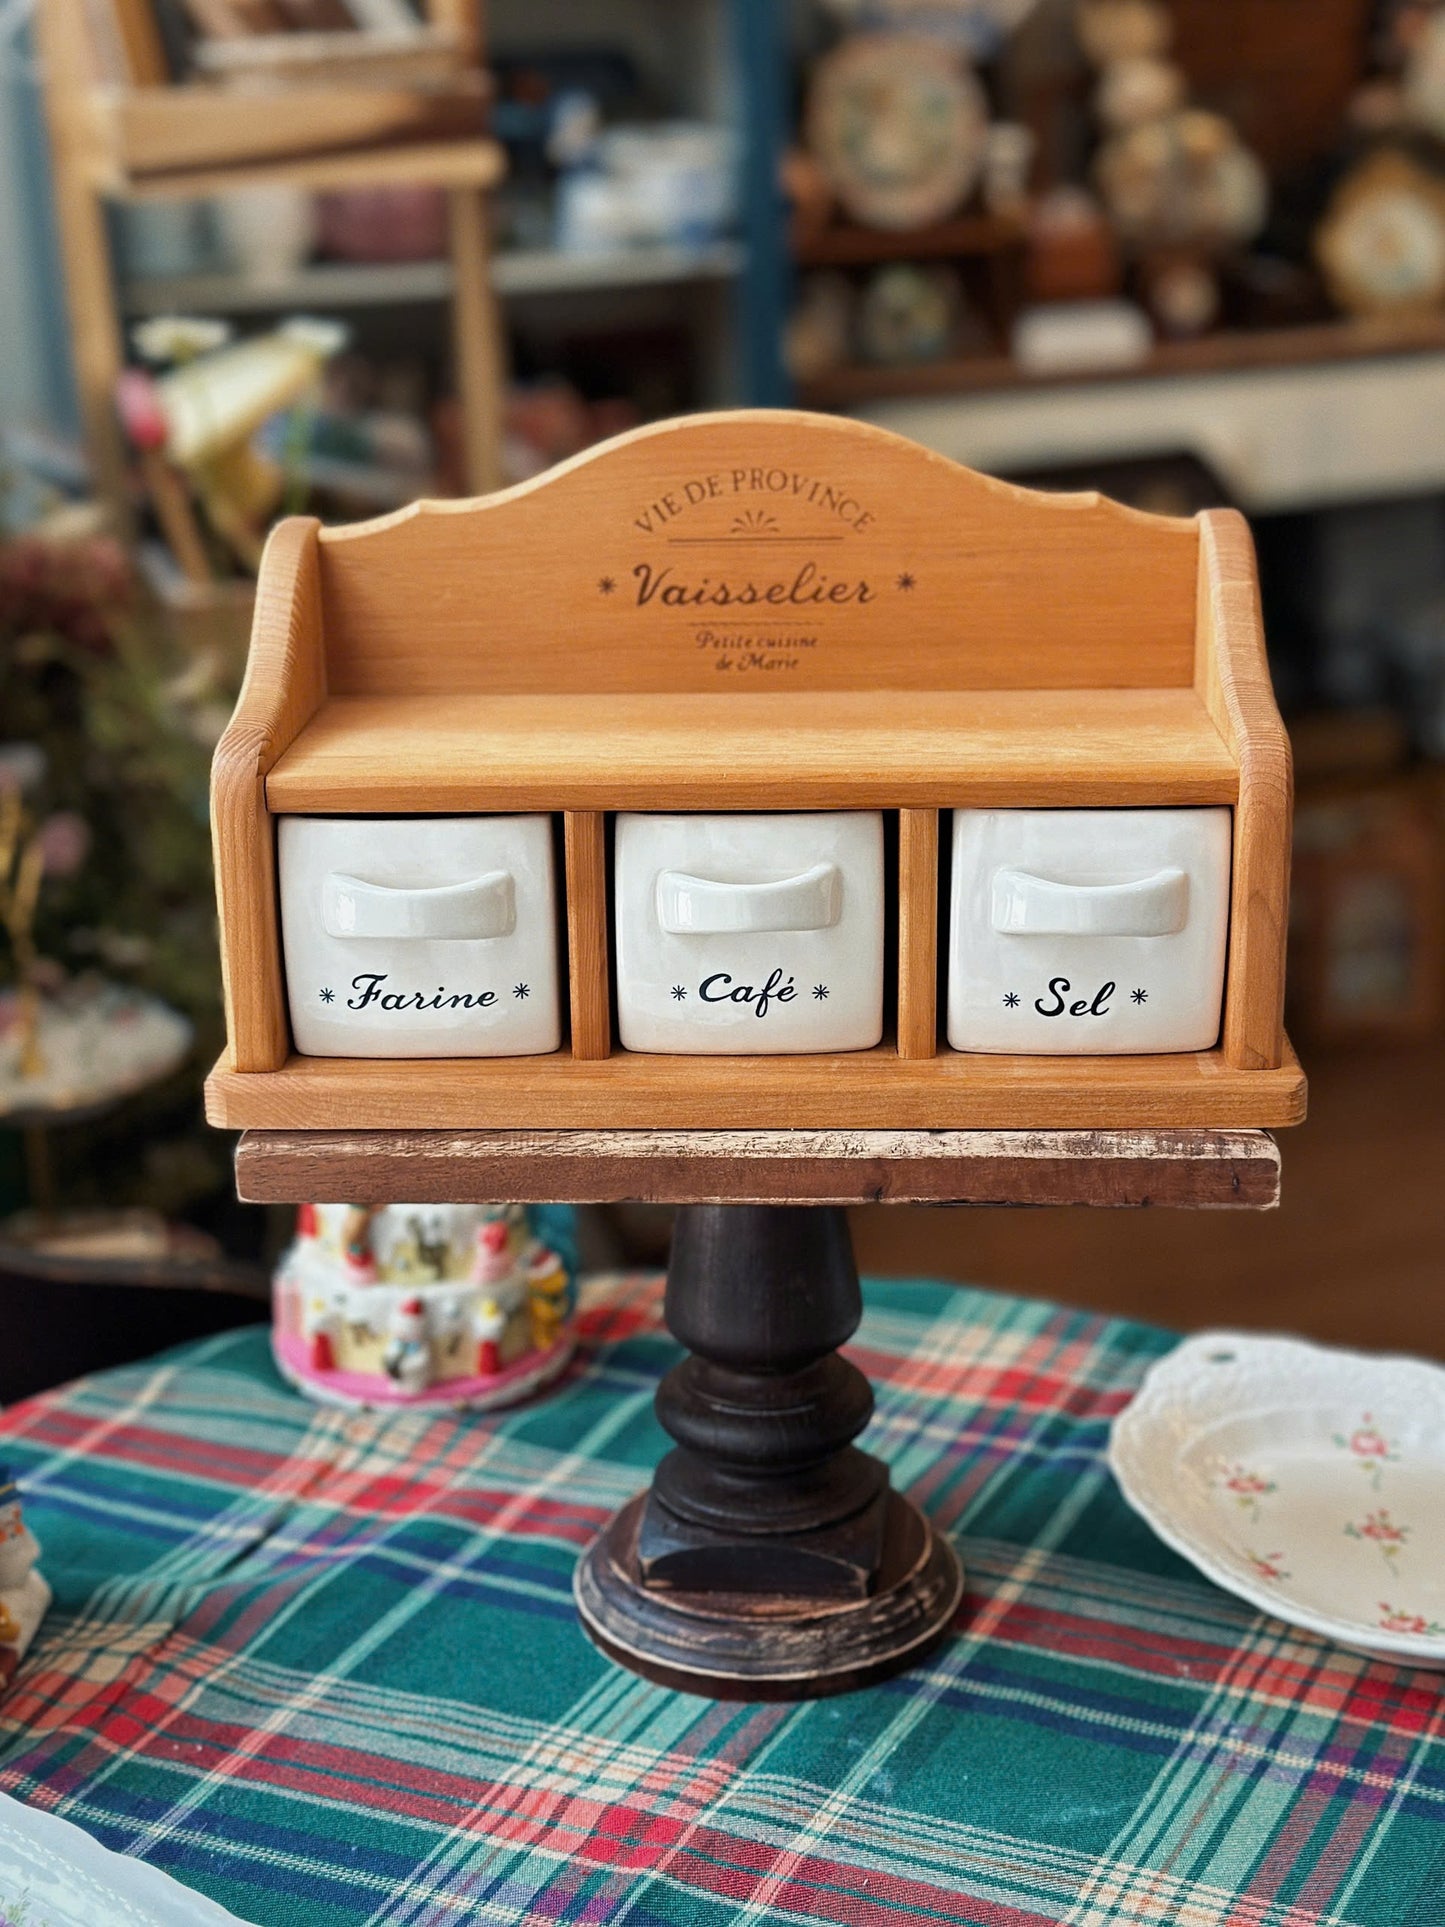 VIE DE PROVINCE
* Vaisselier *
Petite cuisine
de Marie
* Farine *
* Café *
* Sel *